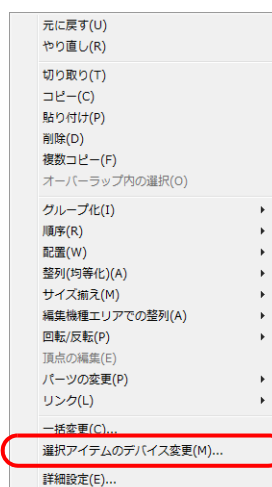 元に戻す(U)
やり直し(R)
切り取り(T)
コピー(C)
貼り付け(P)
削除(D)
複数コピー(F)
オーバーラップ内の選択(O)
グループ化(I)
順序(R)
配置(W)
整列(均等化)(A)
サイズ揃え(M)
編集機種エリアでの整列(A)
回転/反転(P)
頂点の編集(E)
パーツの変更(P)
リンク(L)
一括変更(C)...
選択アイテムのデバイス変更(M)...
詳細設定(E)...